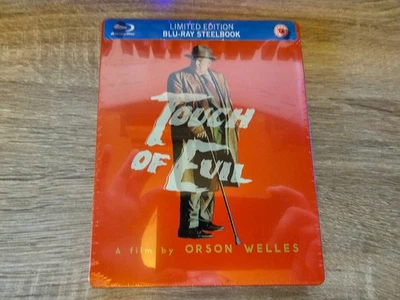 LIMITED EDITION
BLU-RAY STEELBOOK
TOUCH
OF EVIL
A film by ORSON WELLES